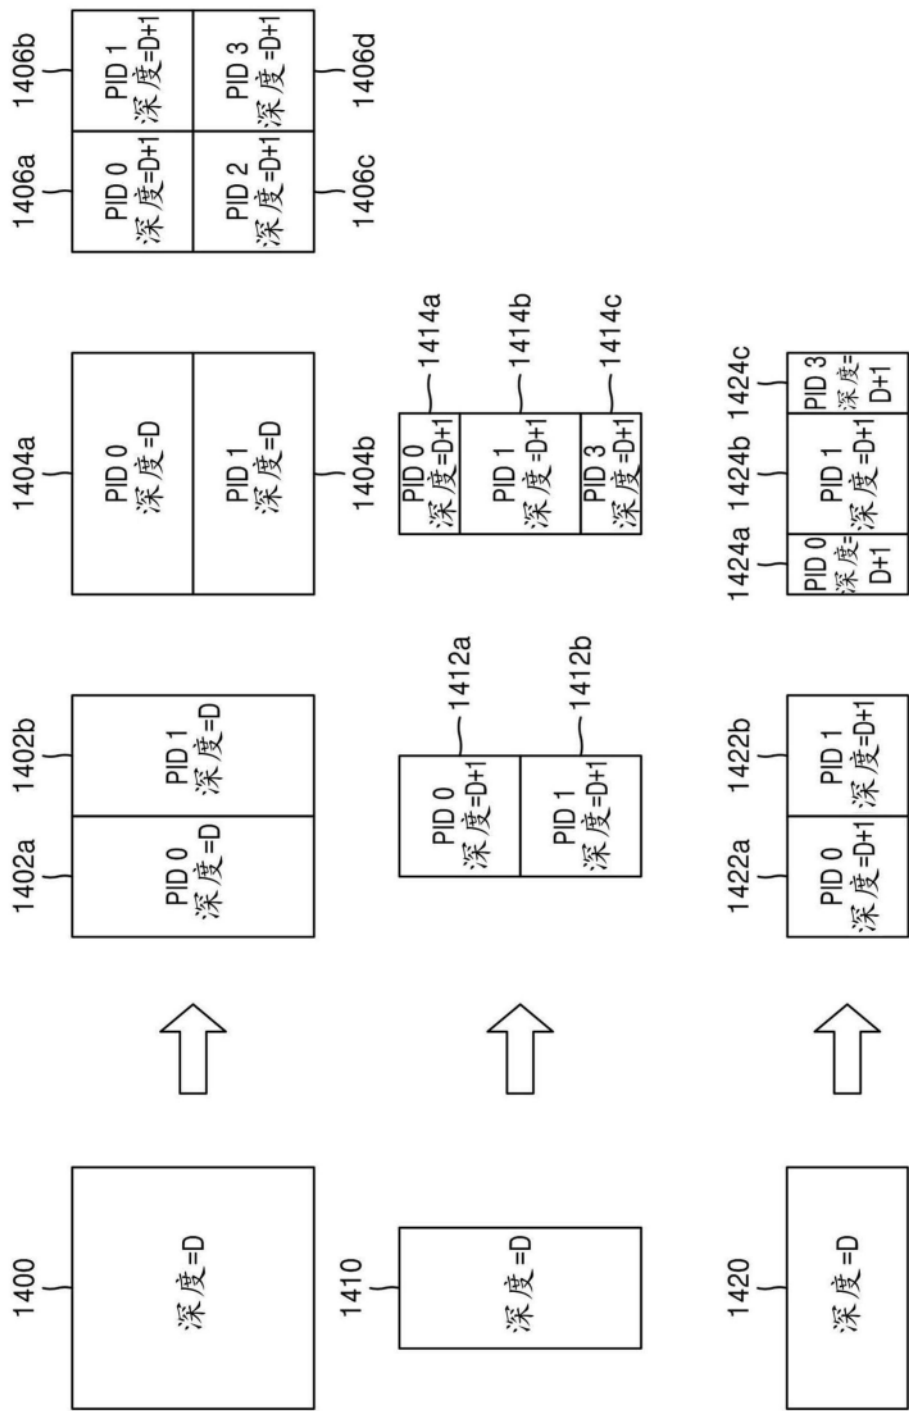 1400
深度=D
1402a
1402b
PID 0
深度=D
PID 1
深度=D
1404a
PID 0
深度=D
PID 1
深度=D
1404b
1406a
1406b
PID 0
深度=D+1
PID 1
深度=D+1
PID 2
深度=D+1
PID 3
深度=D+1
1406c
1406d
1410
深度=D
PID 0
深度=D+1
1412a
PID 1
深度=D+1
1412b
PID 0
深度=D+1
1414a
PID 1
深度=D+1
1414b
PID 3
深度=D+1
1414c
1420
深度=D
1422a
1422b
PID 0
深度=D+1
PID 1
深度=D+1
1424a
1424b
1424c
PID 0
深度=
D+1
PID 1
深度=D+1
PID 3
深度=
D+1